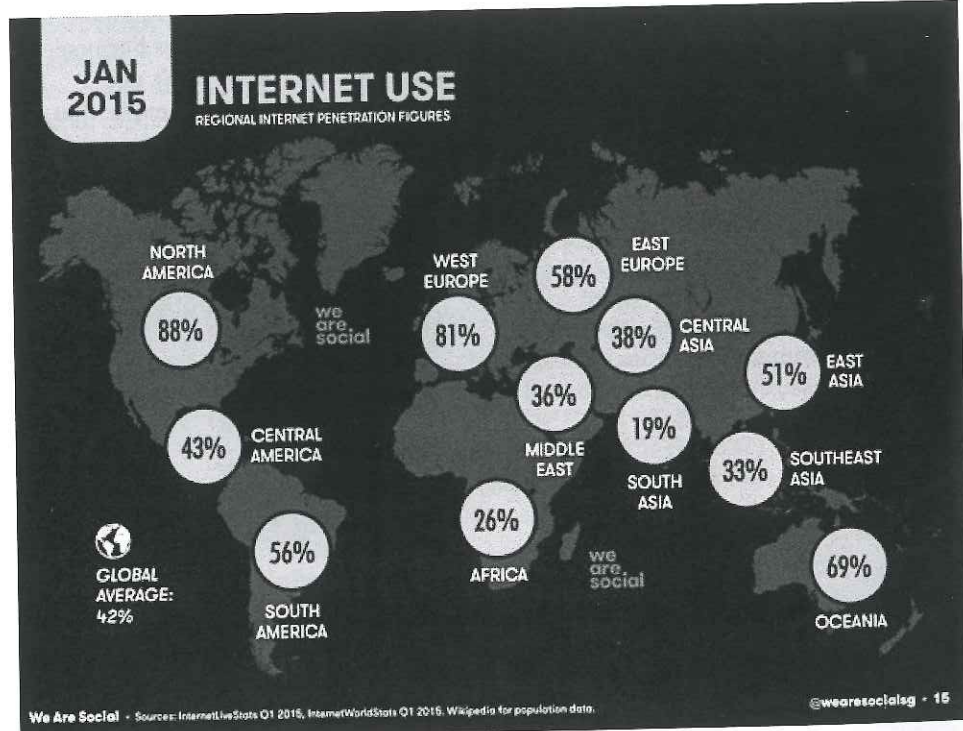 JAN
2015
INTERNET USE
REGIONAL INTERNET PENETRATION FIGURES
NORTH
AMERICA
88%
we
are.
social
WEST
EUROPE
81%
58%
EAST
EUROPE
38%
CENTRAL
ASIA
51%
EAST
ASIA
36%
MIDDLE
EAST
19%
SOUTH
ASIA
33%
SOUTHEAST
ASIA
43%
CENTRAL
AMERICA
26%
AFRICA
56%
SOUTH
AMERICA
we
are.
social
69%
OCEANIA
GLOBAL
AVERAGE:
42%
We Are Social • Sources: InternetLiveStats Q1 2015, InternetWorldStats Q1 2015. Wikipedia for population data.
@wearesocialsg • 15